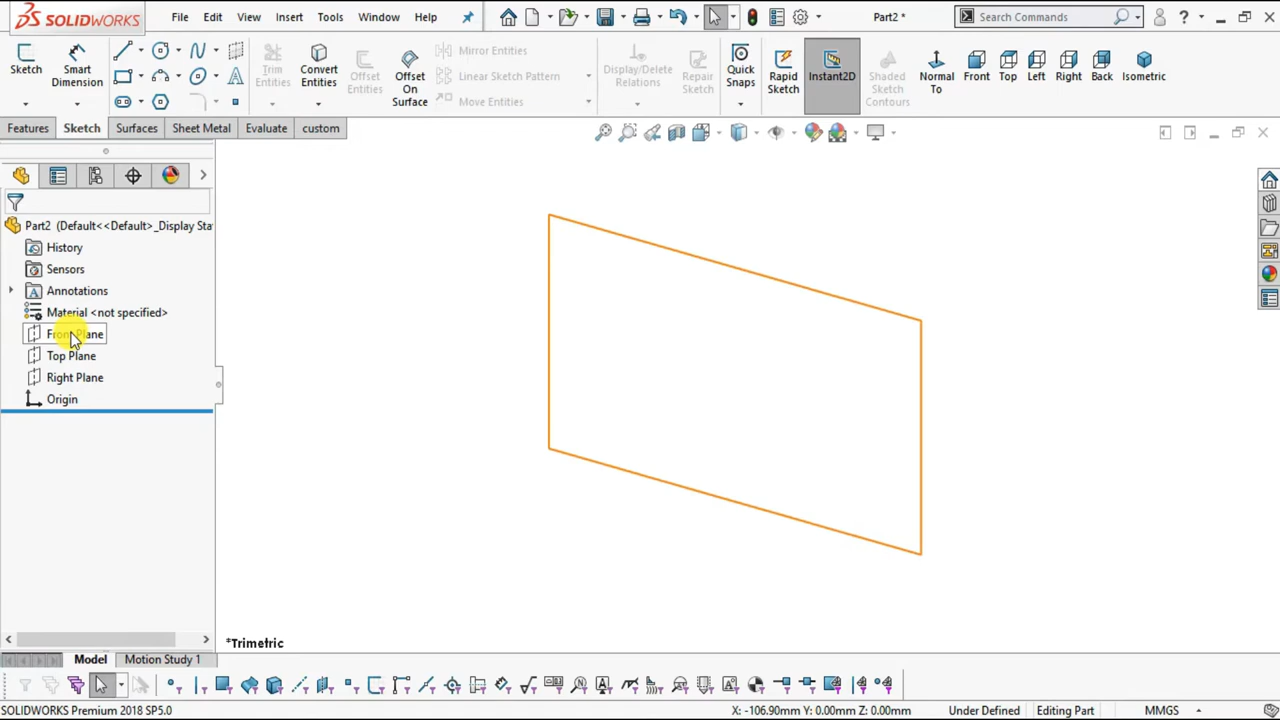 SOLIDWORKS File Edit View Insert Tools Window Help Part2 * Search Commands
Sketch Smart Dimension Trim Entities Convert Entities Offset Entities Offset On Surface Mirror Entities Linear Sketch Pattern Move Entities Display/Delete Relations Repair Sketch Quick Snaps Rapid Sketch Instant2D Shaded Sketch Contours Normal To Front Top Left Right Back Isometric
Features Sketch Surfaces Sheet Metal Evaluate custom
Part2 (Default<<Default>_Display Sta
History
Sensors
Annotations
Material <not specified>
Front Plane
Top Plane
Right Plane
Origin
*Trimetric
Model Motion Study 1
SOLIDWORKS Premium 2018 SP5.0 X: -106.90mm Y: 0.00mm Z: 0.00mm Under Defined Editing Part MMGS